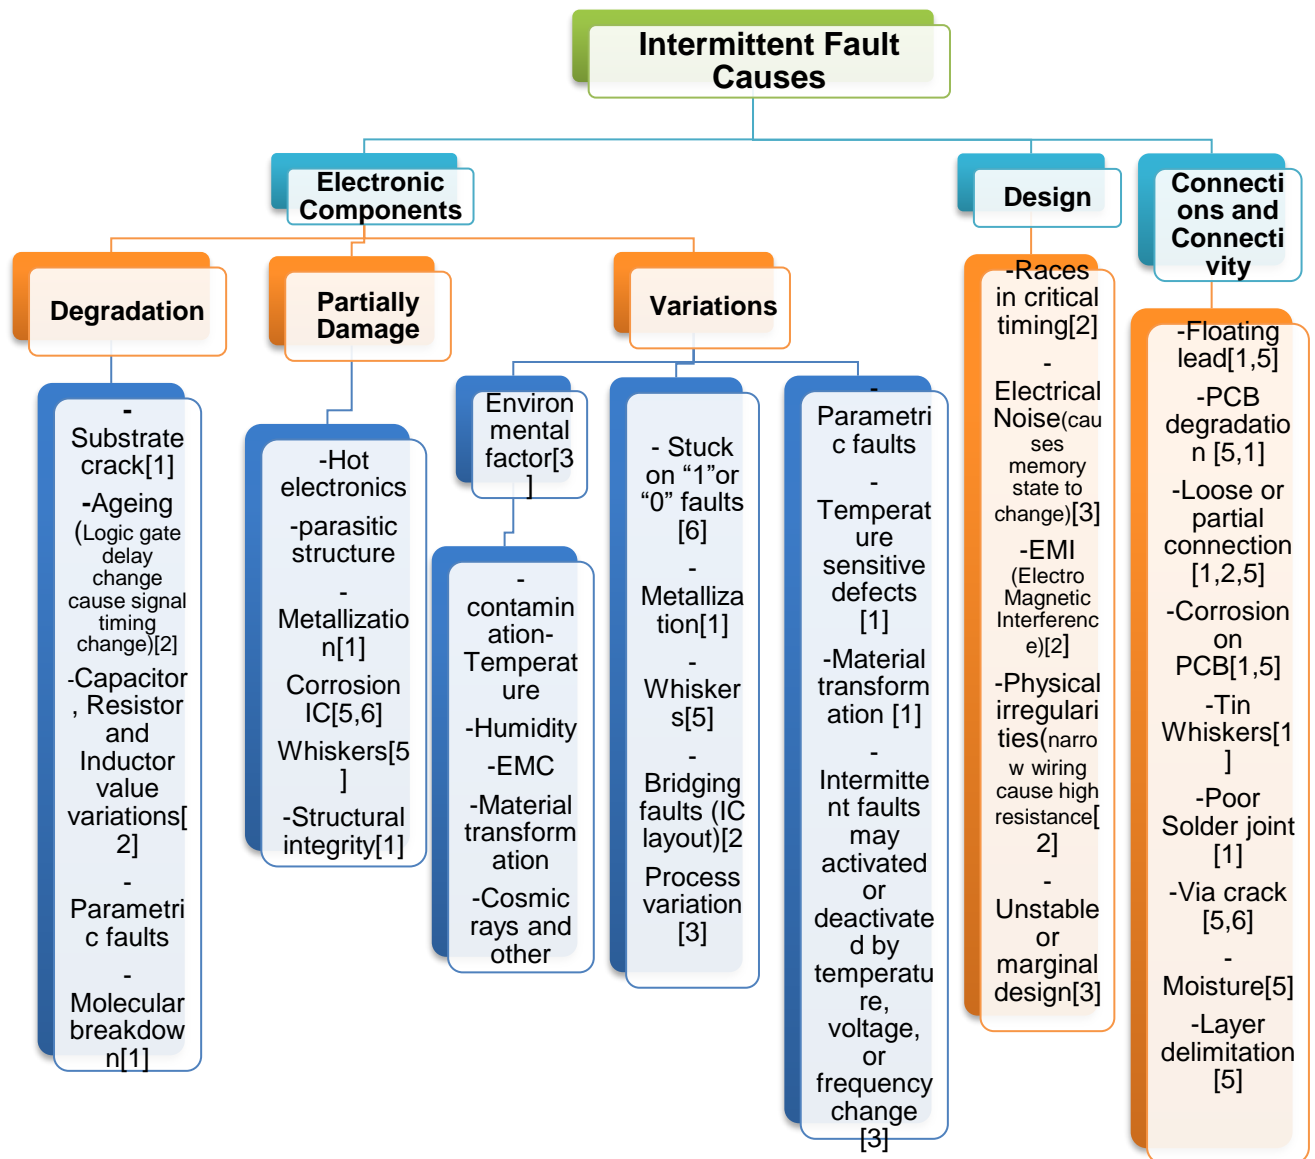 Intermittent Fault
Causes
Electronic
Components
Design
Connecti
ons and
Connecti
vity
Degradation
Partially
Damage
Variations
-
Substrate
crack[1]
-Ageing
(Logic gate
delay
change
cause signal
timing
change)[2]
-Capacitor
, Resistor
and
Inductor
value
variations[
2]
-
Parametri
c faults
-
Molecular
breakdow
n[1]
-Hot
electronics
-parasitic
structure
-
Metallizatio
n[1]
Corrosion
IC[5,6]
Whiskers[5
]
-Structural
integrity[1]
Environ
mental
factor[3
]
-
contamin
ation-
Temperat
ure
-Humidity
-EMC
-Material
transform
ation
-Cosmic
rays and
other
- Stuck
on “1”or
“0” faults
[6]
-
Metalliza
tion[1]
-
Whisker
s[5]
-
Bridging
faults (IC
layout)[2
Process
variation
[3]
-
Parametri
c faults
-
Temperat
ure
sensitive
defects
[1]
-Material
transform
ation [1]
-
Intermitte
nt faults
may
activated
or
deactivate
d by
temperatu
re,
voltage,
or
frequency
change
[3]
-Races
in critical
timing[2]
-
Electrical
Noise(cau
ses
memory
state to
change)[3]
-EMI
(Electro
Magnetic
Interferenc
e)[2]
-Physical
irregulari
ties(narro
w wiring
cause high
resistance[
2]
-
Unstable
or
marginal
design[3]
-Floating
lead[1,5]
-PCB
degradatio
n [5,1]
-Loose or
partial
connection
[1,2,5]
-Corrosion
on
PCB[1,5]
-Tin
Whiskers[1
]
-Poor
Solder joint
[1]
-Via crack
[5,6]
-
Moisture[5]
-Layer
delimitation
[5]